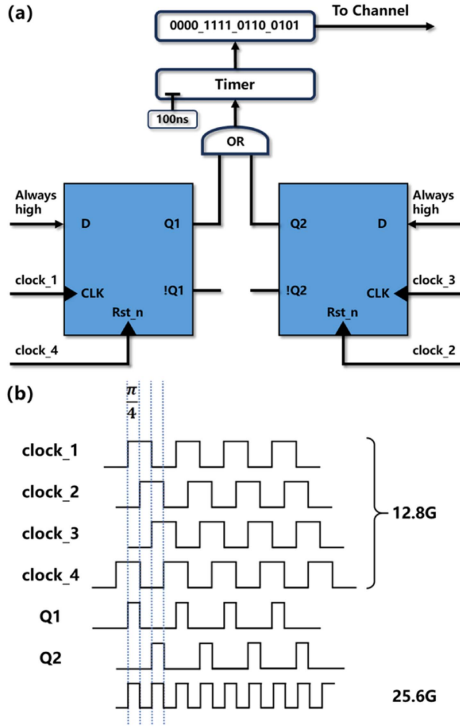 (a)
0000_1111_0110_0101
To Channel
Timer
100ns
OR
Always high
D
Q1
clock_1
CLK
!Q1
Rst_n
clock_4
Q2
D
Always high
!Q2
CLK
clock_3
Rst_n
clock_2
(b)
π
4
clock_1
clock_2
clock_3
12.8G
clock_4
Q1
Q2
25.6G